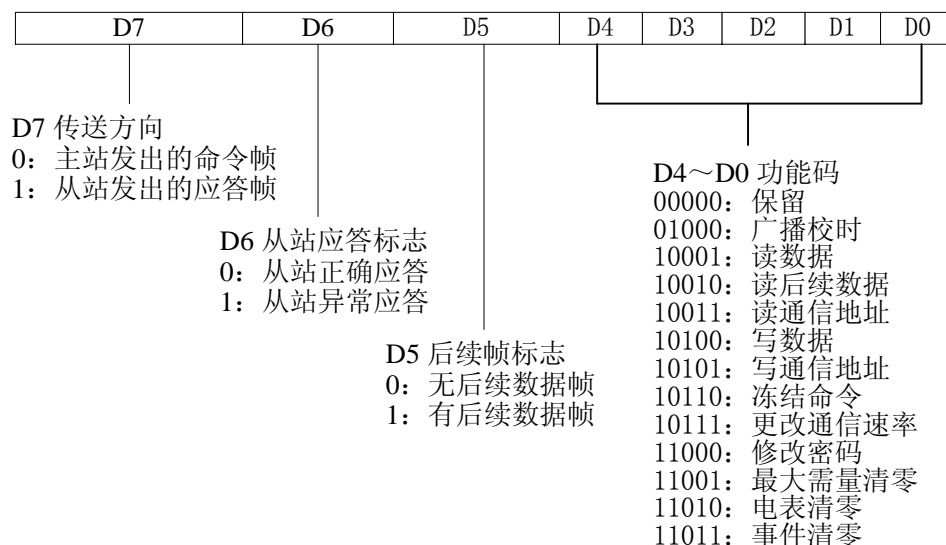 D7 D6 D5 D4 D3 D2 D1 D0
D7 传送方向
0：主站发出的命令帧
1：从站发出的应答帧
D6 从站应答标志
0：从站正确应答
1：从站异常应答
D5 后续帧标志
0：无后续数据帧
1：有后续数据帧
D4～D0 功能码
00000：保留
01000：广播校时
10001：读数据
10010：读后续数据
10011：读通信地址
10100：写数据
10101：写通信地址
10110：冻结命令
10111：更改通信速率
11000：修改密码
11001：最大需量清零
11010：电表清零
11011：事件清零